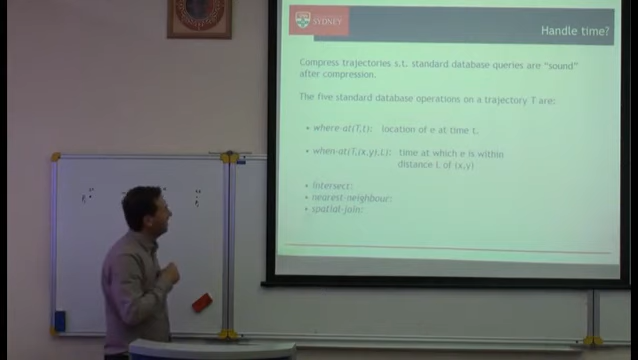 SYDNEY
Handle time?
Compress trajectories s.t. standard database queries are "sound"
after compression.
The five standard database operations on a trajectory T are:
• where-at(T,t): location of e at time t.
• when-at(T,(x,y),L): time at which e is within
distance L of (x,y)
• intersect:
• nearest-neighbour:
• spatial-join: